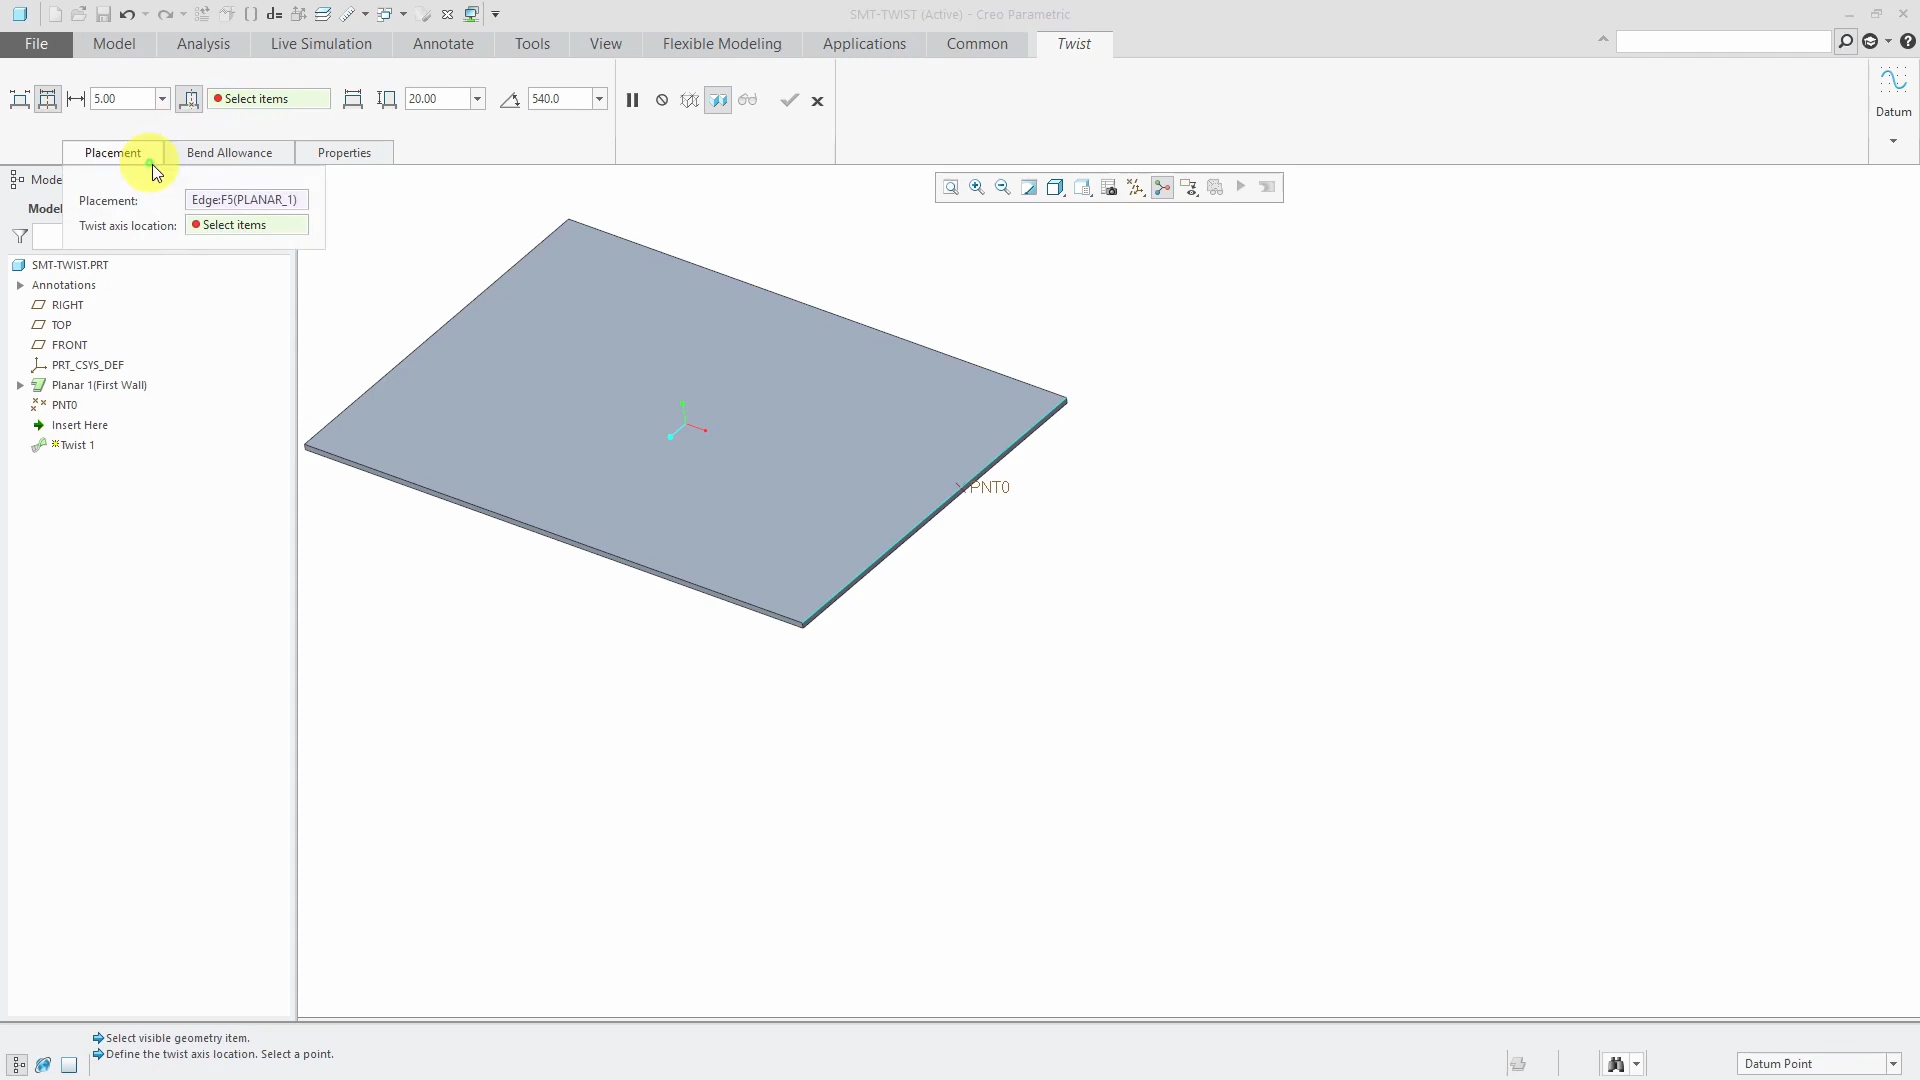 SMT-TWIST (Active) - Creo Parametric
File Model Analysis Live Simulation Annotate Tools View Flexible Modeling Applications Common Twist
5.00 Select items 20.00 540.0
Datum
Placement Bend Allowance Properties
Mode
Placement: Edge:F5(PLANAR_1)
Model
Twist axis location: Select items
SMT-TWIST.PRT
Annotations
RIGHT
TOP
FRONT
PRT_CSYS_DEF
Planar 1(First Wall)
PNT0
Insert Here
Twist 1
PNT0
Select visible geometry item.
Define the twist axis location. Select a point.
Datum Point